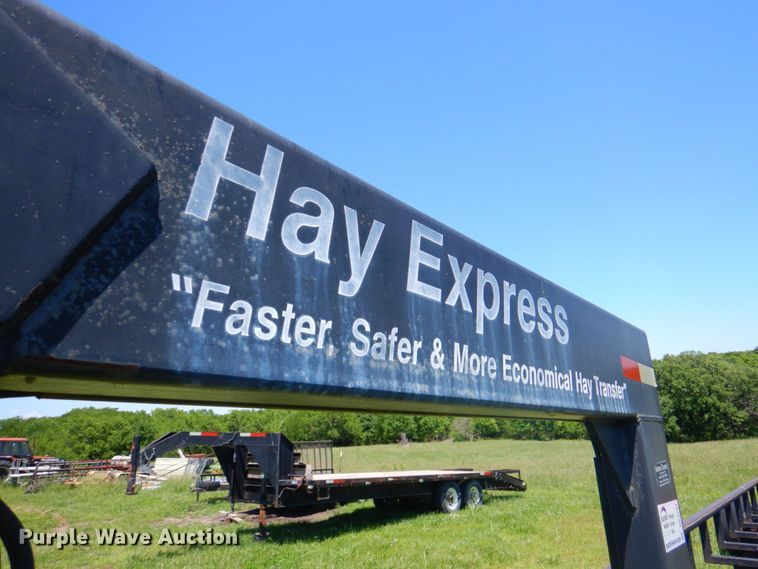 Hay Express
"Faster, Safer & More Economical Hay Transfer"
Purple Wave Auction